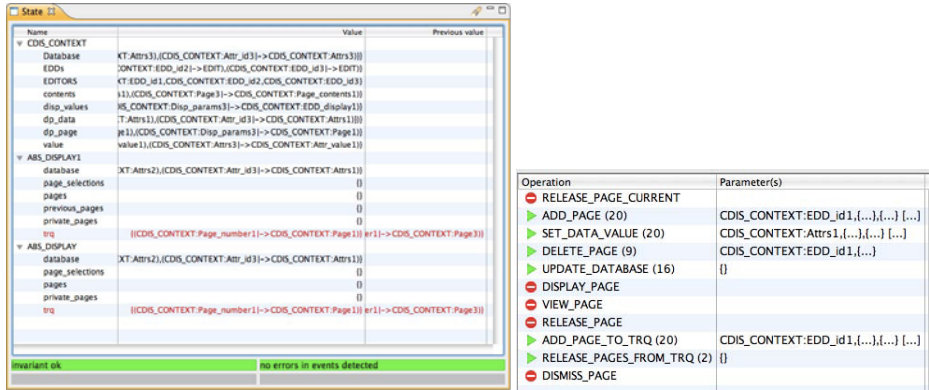 State
Name Value Previous value
CDIS_CONTEXT
Database XT:Attrs3),(CDIS_CONTEXT:Attr_id3|->CDIS_CONTEXT:Attrs3)})
EDDs CONTEXT:EDD_id2|->EDIT),(CDIS_CONTEXT:EDD_id3|->EDIT)}
EDITORS XT:EDD_id1,CDIS_CONTEXT:EDD_id2,CDIS_CONTEXT:EDD_id3}
contents s1),(CDIS_CONTEXT:Page3|->CDIS_CONTEXT:Page_contents1)}
disp_values IS_CONTEXT:Disp_params3|->CDIS_CONTEXT:EDD_display1)}
dp_data T:Attrs1),(CDIS_CONTEXT:Attr_id3|->CDIS_CONTEXT:Attrs1)})}
dp_page ge1),(CDIS_CONTEXT:Disp_params3|->CDIS_CONTEXT:Page1)}
value value1),(CDIS_CONTEXT:Attrs3|->CDIS_CONTEXT:Attr_value1)}
ABS_DISPLAY1
database XT:Attrs2),(CDIS_CONTEXT:Attr_id3|->CDIS_CONTEXT:Attrs1)}
page_selections {}
pages {}
previous_pages {}
private_pages {}
trq {(CDIS_CONTEXT:Page_number1|->CDIS_CONTEXT:Page1)} er1|->CDIS_CONTEXT:Page3)}
ABS_DISPLAY
database XT:Attrs2),(CDIS_CONTEXT:Attr_id3|->CDIS_CONTEXT:Attrs1)}
page_selections {}
pages {}
private_pages {}
trq {(CDIS_CONTEXT:Page_number1|->CDIS_CONTEXT:Page1)} er1|->CDIS_CONTEXT:Page3)}
invariant ok no errors in events detected
Operation Parameter(s)
RELEASE_PAGE_CURRENT
ADD_PAGE (20) CDIS_CONTEXT:EDD_id1,{...},{...} [...]
SET_DATA_VALUE (20) CDIS_CONTEXT:Attrs1,{...},{...} [...]
DELETE_PAGE (9) CDIS_CONTEXT:EDD_id1,{...}
UPDATE_DATABASE (16) {}
DISPLAY_PAGE
VIEW_PAGE
RELEASE_PAGE
ADD_PAGE_TO_TRQ (20) CDIS_CONTEXT:EDD_id1,{...},{...} [...]
RELEASE_PAGES_FROM_TRQ (2) {}
DISMISS_PAGE